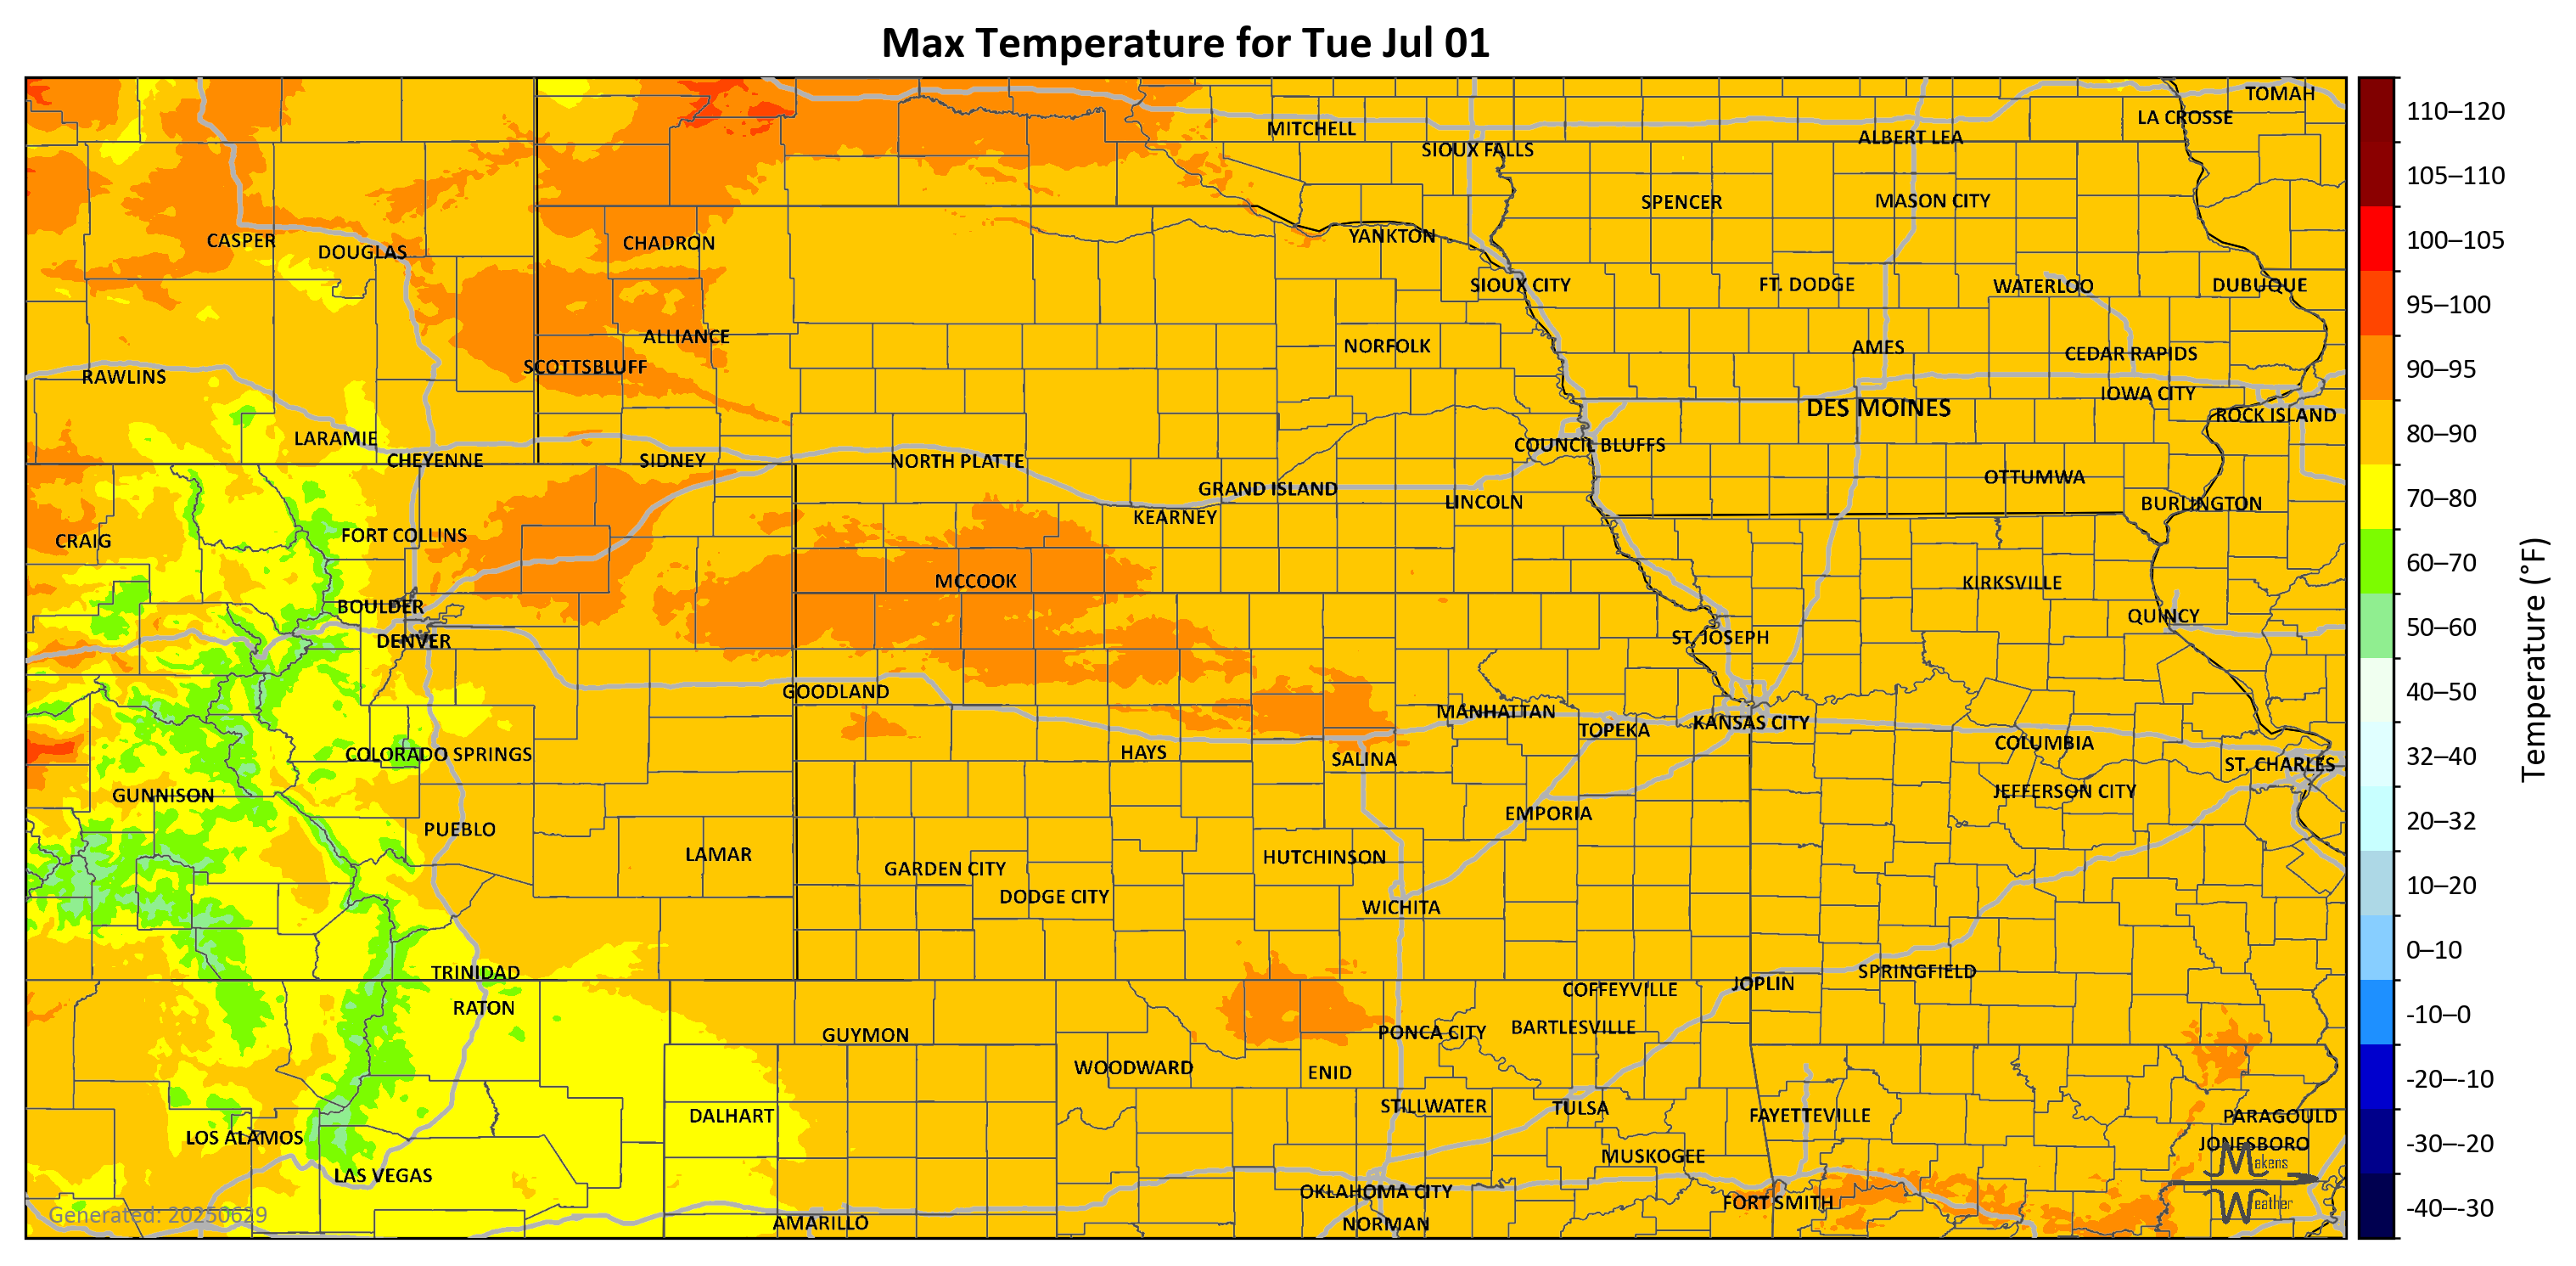 Max Temperature for Tue Jul 01
TOMAH
LA CROSSE
MITCHELL
ALBERT LEA
SIOUX FALLS
SPENCER
MASON CITY
CASPER
DOUGLAS
CHADRON
YANKTON
SIOUX CITY
FT. DODGE
WATERLOO
DUBUQUE
ALLIANCE
NORFOLK
AMES
CEDAR RAPIDS
SCOTTSBLUFF
RAWLINS
IOWA CITY
DES MOINES
ROCK ISLAND
LARAMIE
COUNCIL BLUFFS
CHEYENNE
SIDNEY
NORTH PLATTE
OTTUMWA
GRAND ISLAND
LINCOLN
BURLINGTON
KEARNEY
FORT COLLINS
CRAIG
MCCOOK
KIRKSVILLE
BOULDER
QUINCY
DENVER
ST. JOSEPH
GOODLAND
MANHATTAN
TOPEKA
KANSAS CITY
COLUMBIA
COLORADO SPRINGS
HAYS
SALINA
ST. CHARLES
GUNNISON
JEFFERSON CITY
EMPORIA
PUEBLO
LAMAR
HUTCHINSON
GARDEN CITY
DODGE CITY
WICHITA
TRINIDAD
SPRINGFIELD
JOPLIN
COFFEYVILLE
RATON
GUYMON
PONCA CITY
BARTLESVILLE
WOODWARD
ENID
STILLWATER
TULSA
DALHART
FAYETTEVILLE
PARAGOULD
LOS ALAMOS
JONESBORO
MUSKOGEE
LAS VEGAS
OKLAHOMA CITY
FORT SMITH
AMARILLO
NORMAN
Generated: 20250629
Makens
Weather
110–120
105–110
100–105
95–100
90–95
80–90
70–80
60–70
50–60
40–50
32–40
20–32
10–20
0–10
-10–0
-20–-10
-30–-20
-40–-30
Temperature (°F)